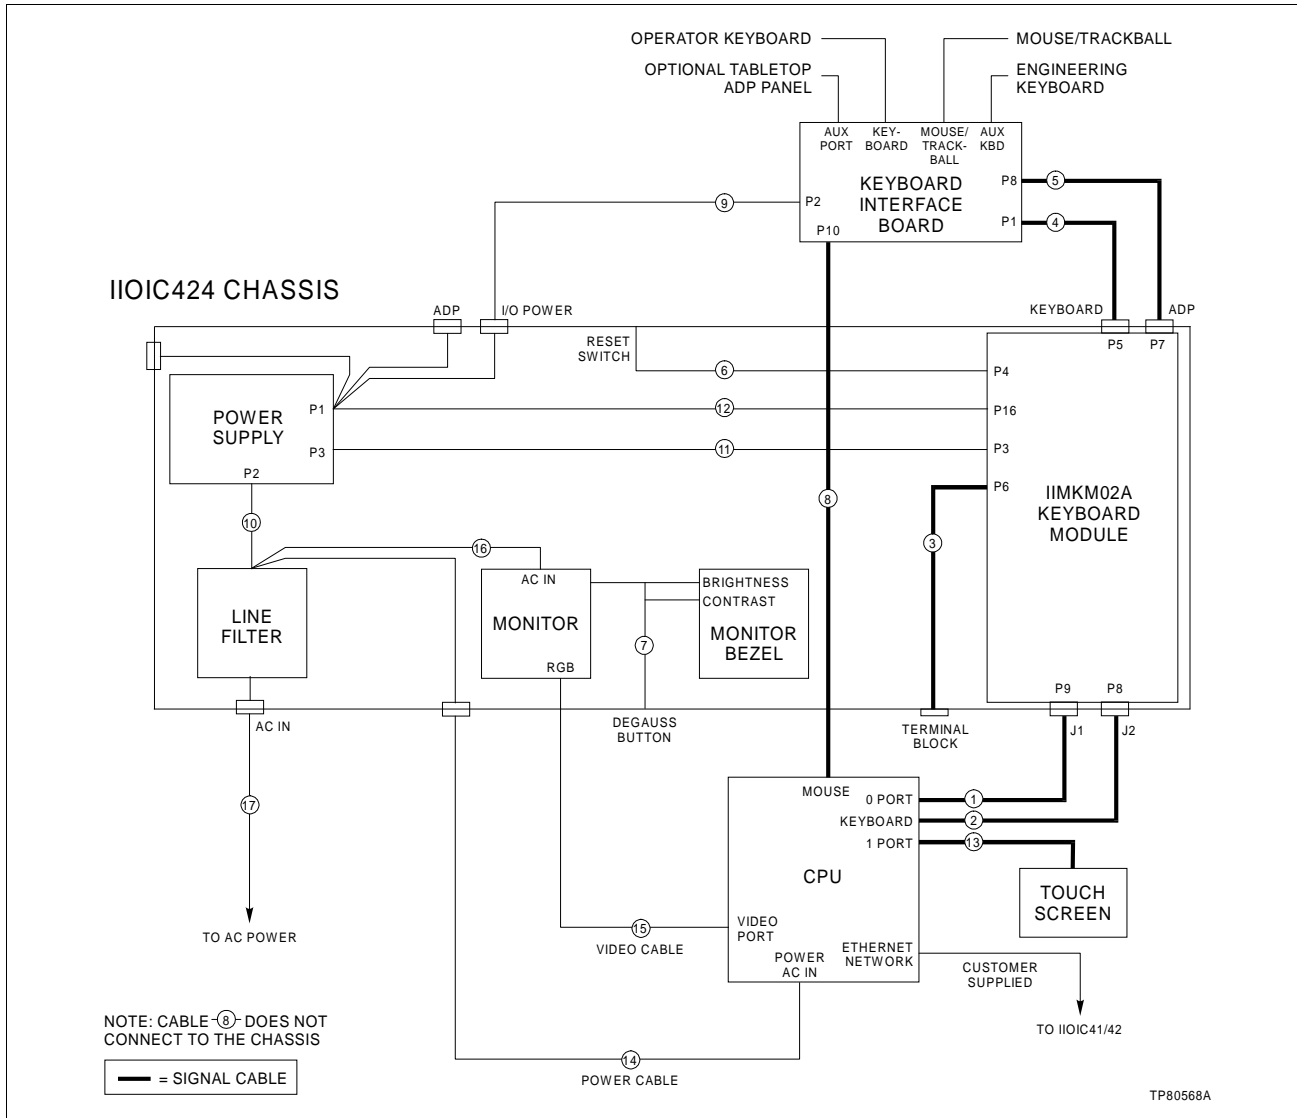 OPERATOR KEYBOARD
MOUSE/TRACKBALL
OPTIONAL TABLETOP
ADP PANEL
ENGINEERING
KEYBOARD
AUX
PORT
KEY-
BOARD
MOUSE/
TRACK-
BALL
AUX
KBD
P8
5
KEYBOARD
INTERFACE
BOARD
9
P2
P1
4
P10
IIOIC424 CHASSIS
ADP
I/O POWER
KEYBOARD
ADP
RESET
SWITCH
P5
P7
6
P4
P1
12
P16
POWER
SUPPLY
P3
11
P3
P2
P6
8
IIMKM02A
KEYBOARD
MODULE
10
16
3
AC IN
BRIGHTNESS
CONTRAST
LINE
FILTER
MONITOR
7
MONITOR
BEZEL
RGB
P9
P8
AC IN
DEGAUSS
BUTTON
TERMINAL
BLOCK
J1
J2
MOUSE
0 PORT
1
17
KEYBOARD
2
1 PORT
13
CPU
TOUCH
SCREEN
TO AC POWER
15
VIDEO CABLE
VIDEO
PORT
POWER
AC IN
ETHERNET
NETWORK
CUSTOMER
SUPPLIED
NOTE: CABLE 8 DOES NOT
CONNECT TO THE CHASSIS
TO IIOIC41/42
14
POWER CABLE
= SIGNAL CABLE
TP80568A